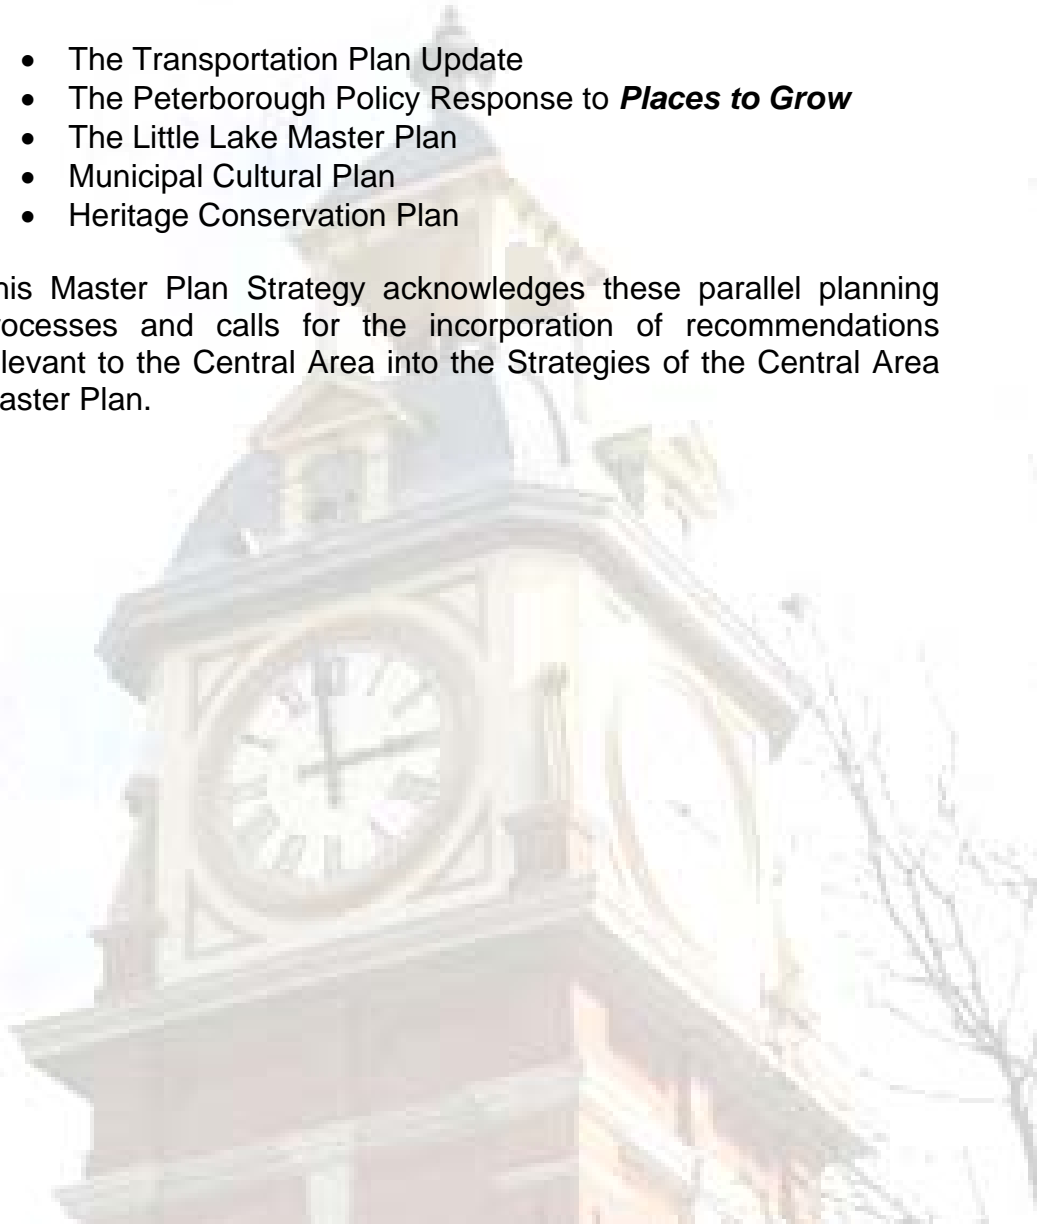 • The Transportation Plan Update
• The Peterborough Policy Response to Places to Grow
• The Little Lake Master Plan
• Municipal Cultural Plan
• Heritage Conservation Plan
his Master Plan Strategy acknowledges these parallel planning
rocesses and calls for the incorporation of recommendations
levant to the Central Area into the Strategies of the Central Area
aster Plan.